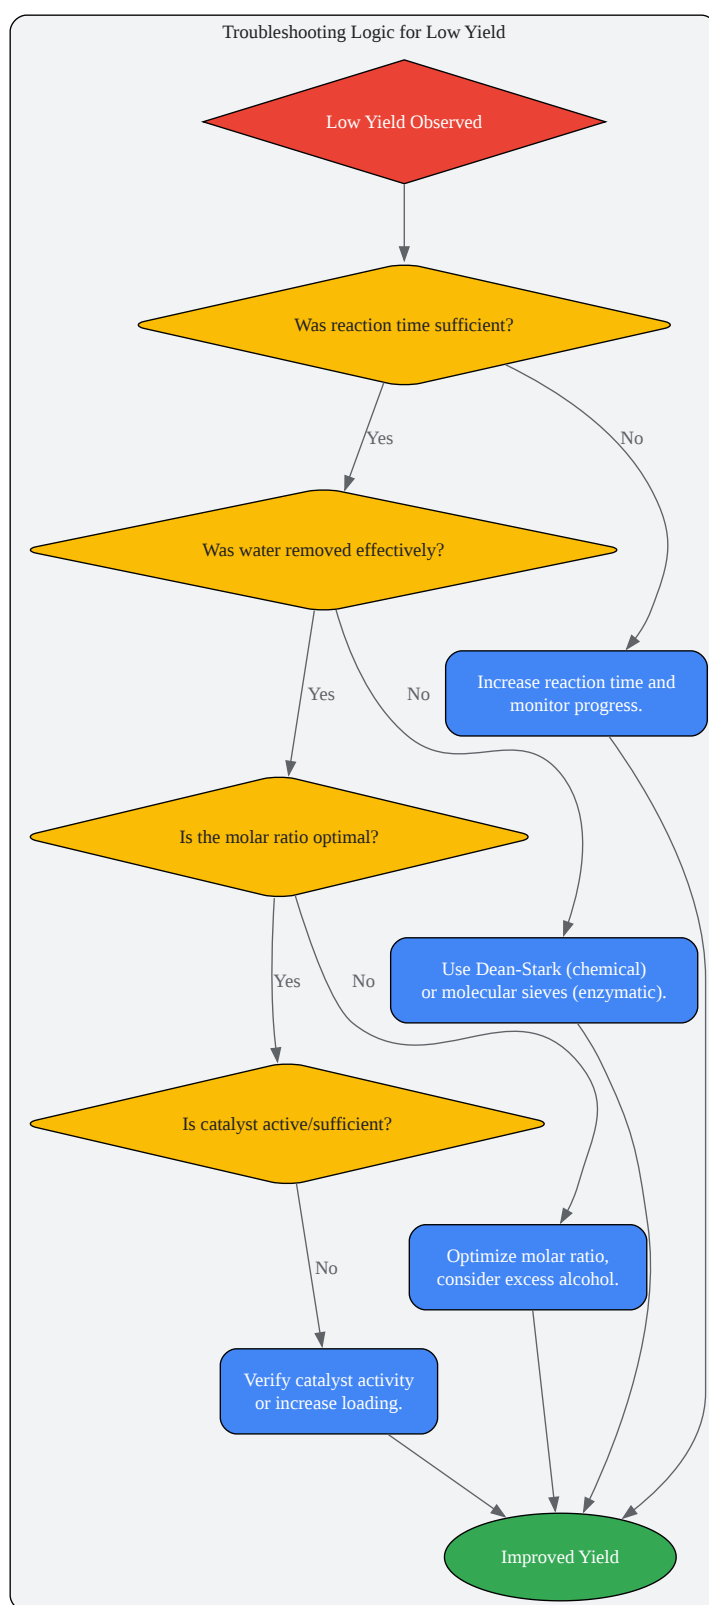 Troubleshooting Logic for Low Yield
Low Yield Observed
Was reaction time sufficient?
Yes
No
Was water removed effectively?
Increase reaction time and
monitor progress.
Yes
No
Is the molar ratio optimal?
Use Dean-Stark (chemical)
or molecular sieves (enzymatic).
Yes
No
Is catalyst active/sufficient?
Optimize molar ratio,
consider excess alcohol.
No
Verify catalyst activity
or increase loading.
Improved Yield